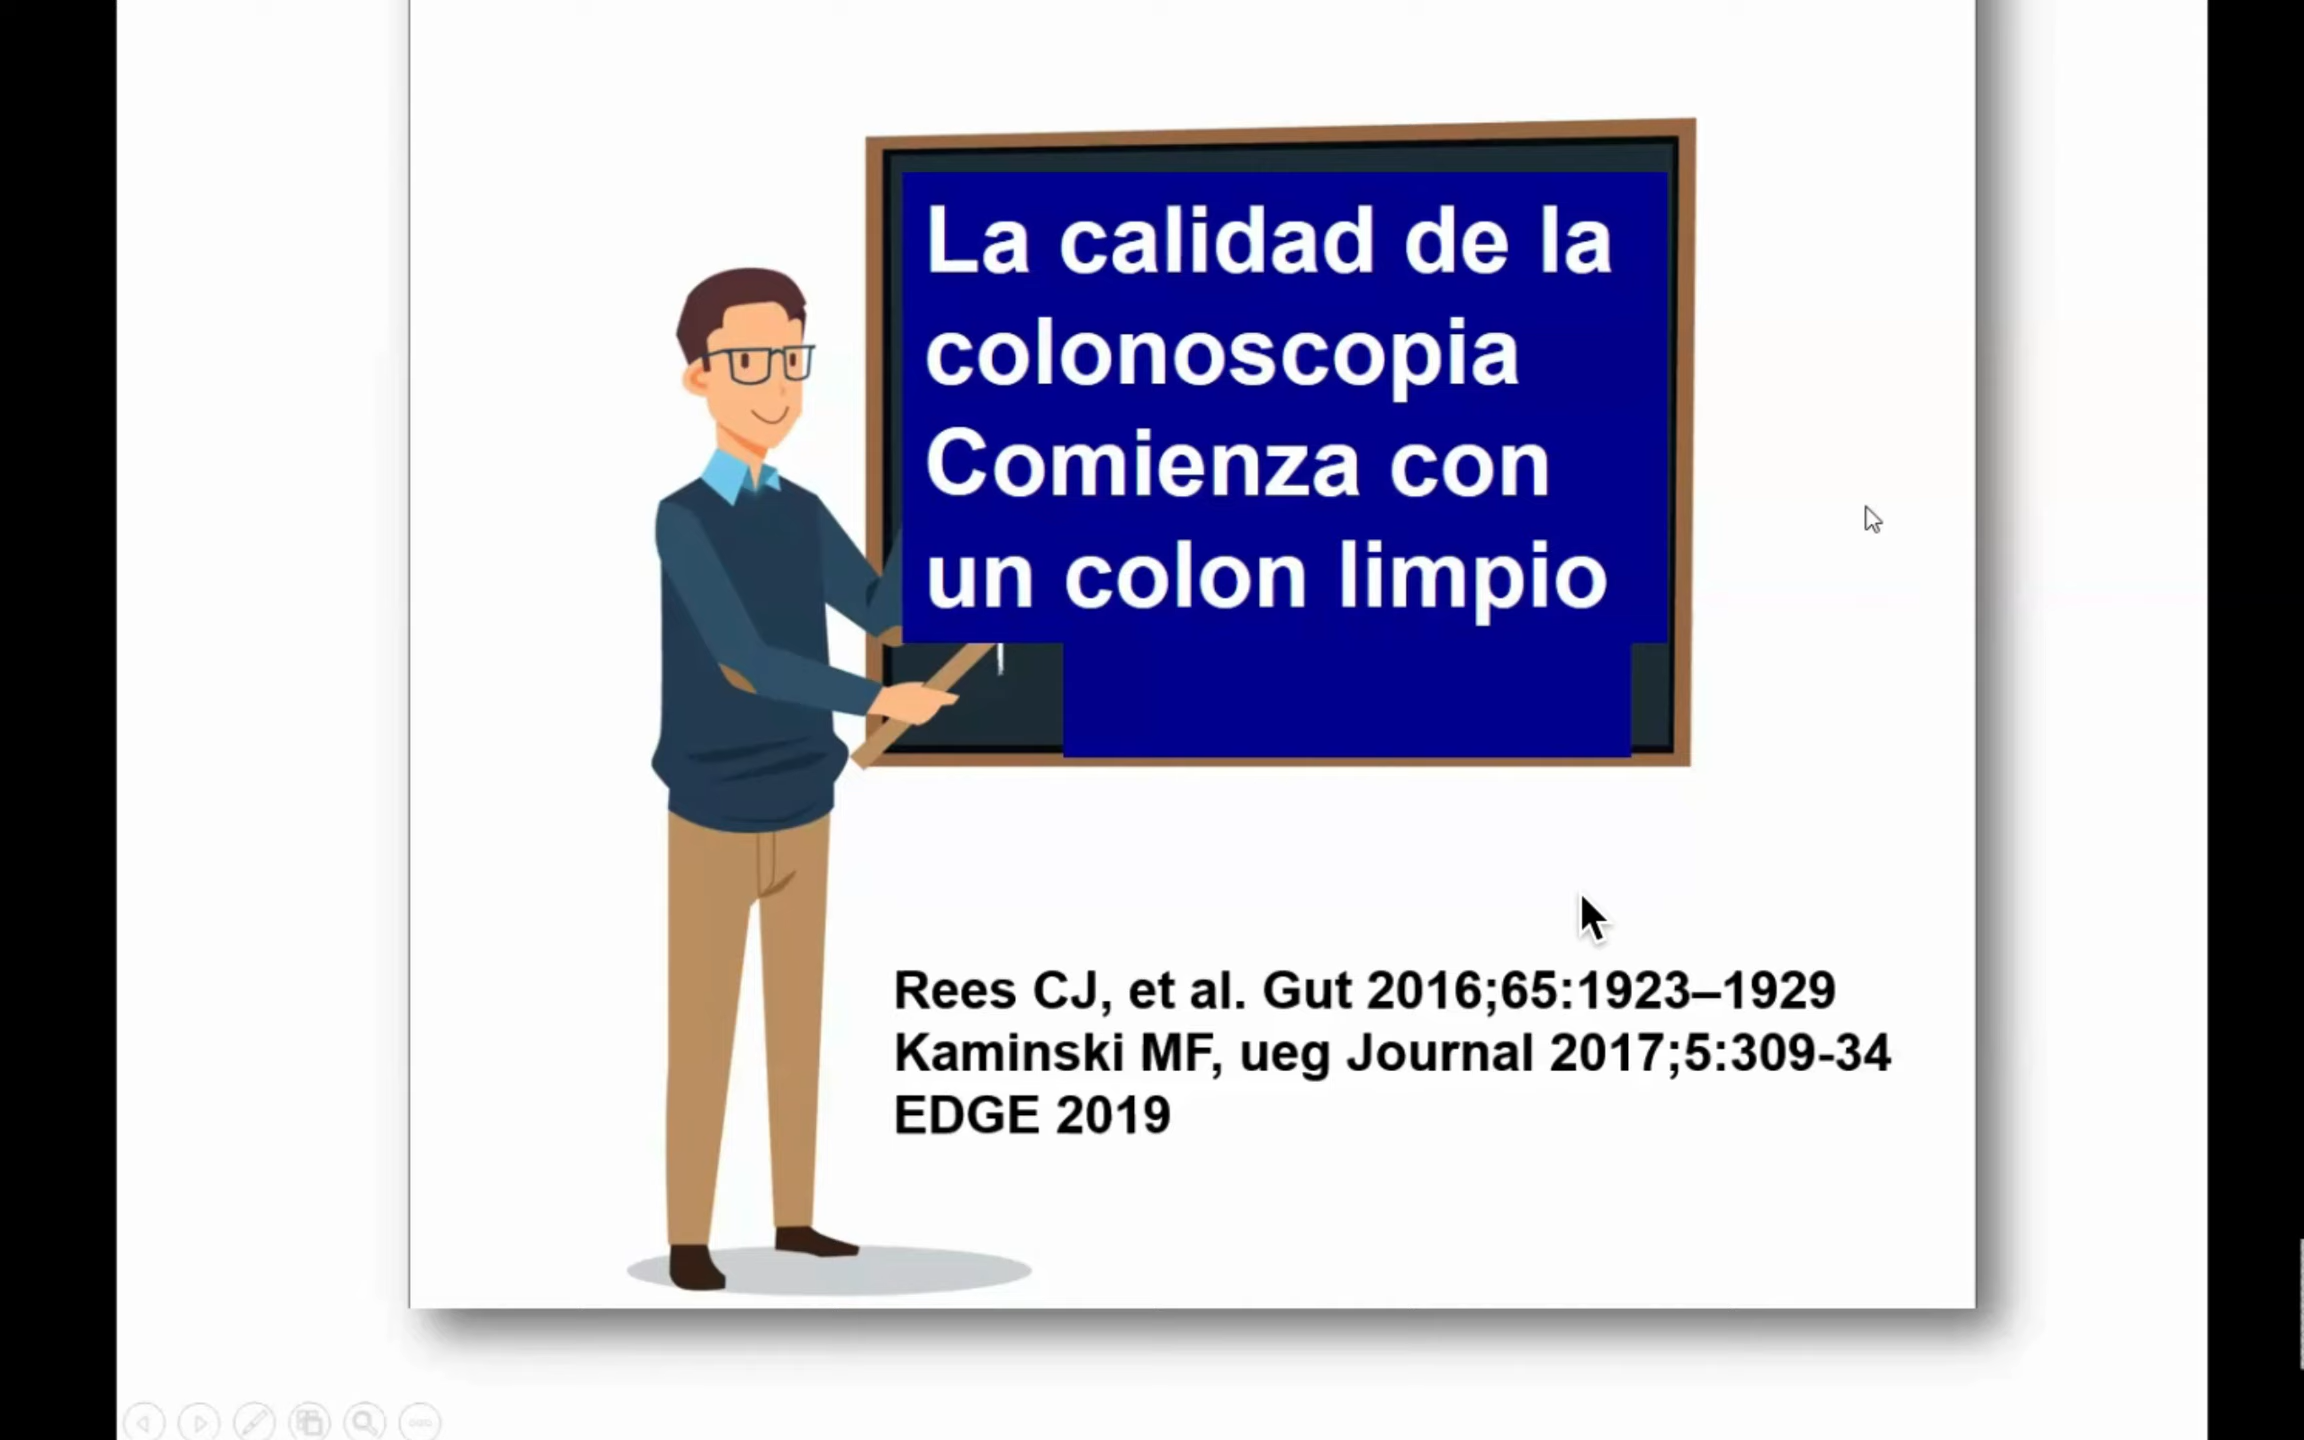 La calidad de la
colonoscopia
Comienza con
un colon limpio
Rees CJ, et al. Gut 2016;65:1923–1929
Kaminski MF, ueg Journal 2017;5:309-34
EDGE 2019